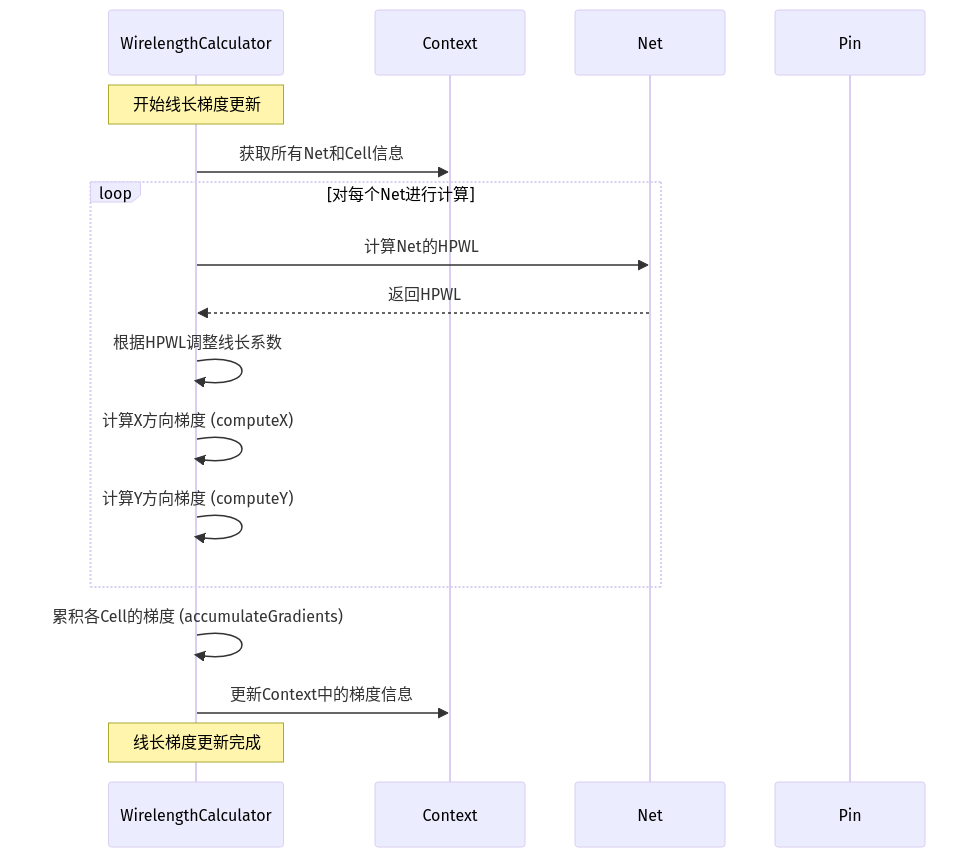 WirelengthCalculator
Context
Net
Pin
开始线长梯度更新
获取所有Net和Cell信息
loop
[对每个Net进行计算]
计算Net的HPWL
返回HPWL
根据HPWL调整线长系数
计算X方向梯度 (computeX)
计算Y方向梯度 (computeY)
累积各Cell的梯度 (accumulateGradients)
更新Context中的梯度信息
线长梯度更新完成
WirelengthCalculator
Context
Net
Pin